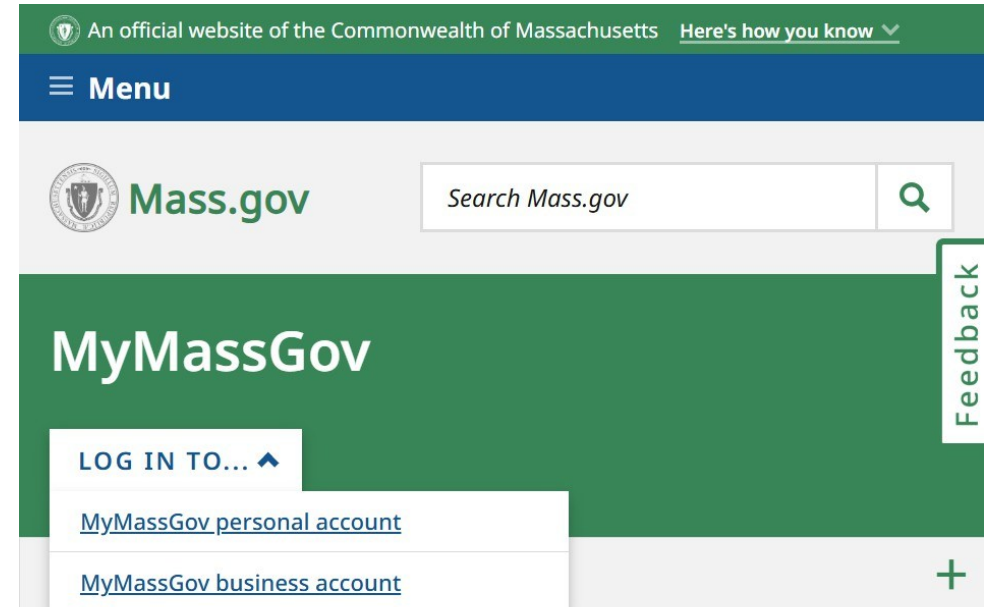 An official website of the Commonwealth of Massachusetts Here's how you know
Menu
Mass.gov
Search Mass.gov
Feedback
MyMassGov
LOG IN TO...
MyMassGov personal account
MyMassGov business account